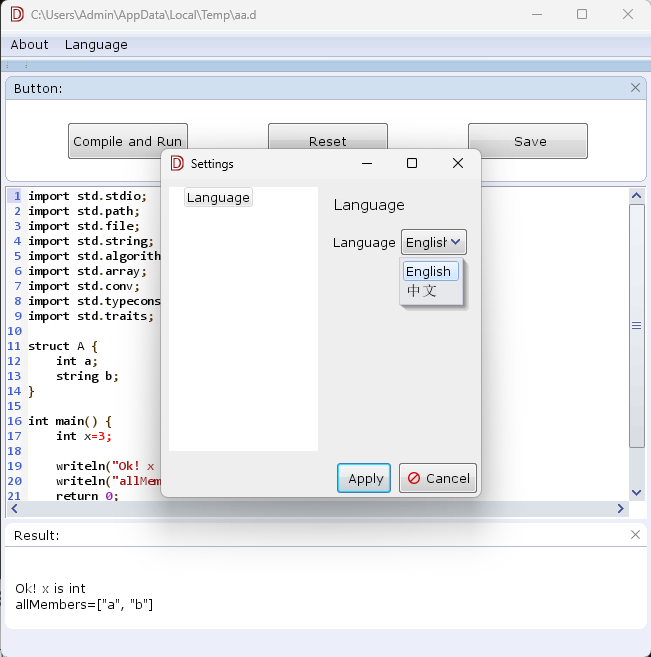 C:\Users\Admin\AppData\Local\Temp\aa.d
About Language
Button:
Compile and Run Reset Save
1 import std.stdio;
2 import std.path;
3 import std.file;
4 import std.string;
5 import std.algorith
6 import std.array;
7 import std.conv;
8 import std.typecons
9 import std.traits;
10
11 struct A {
12 int a;
13 string b;
14 }
15
16 int main() {
17 int x=3;
18
19 writeln("Ok! x
20 writeln("allMem
21 return 0;
Settings
Language
Language
Language English
English
中文
Apply Cancel
Result:
Ok! x is int
allMembers=["a", "b"]